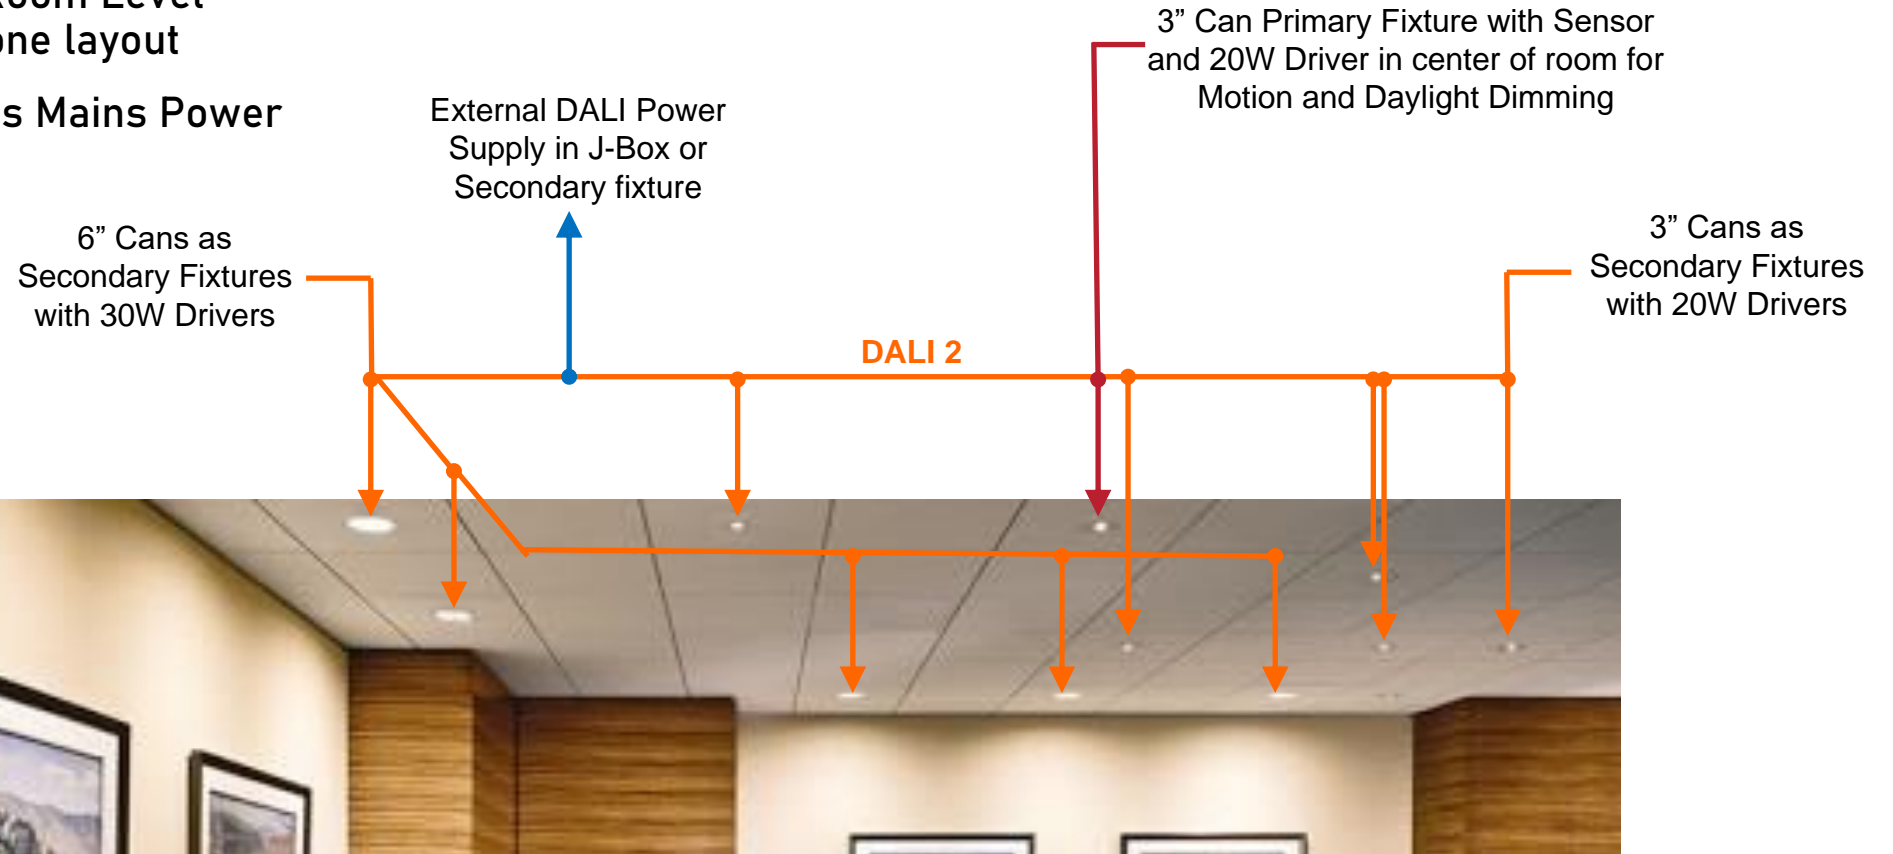 one layout
s Mains Power
3” Can Primary Fixture with Sensor
and 20W Driver in center of room for
Motion and Daylight Dimming
External DALI Power
Supply in J-Box or
Secondary fixture
6” Cans as
Secondary Fixtures
with 30W Drivers
3” Cans as
Secondary Fixtures
with 20W Drivers
DALI 2